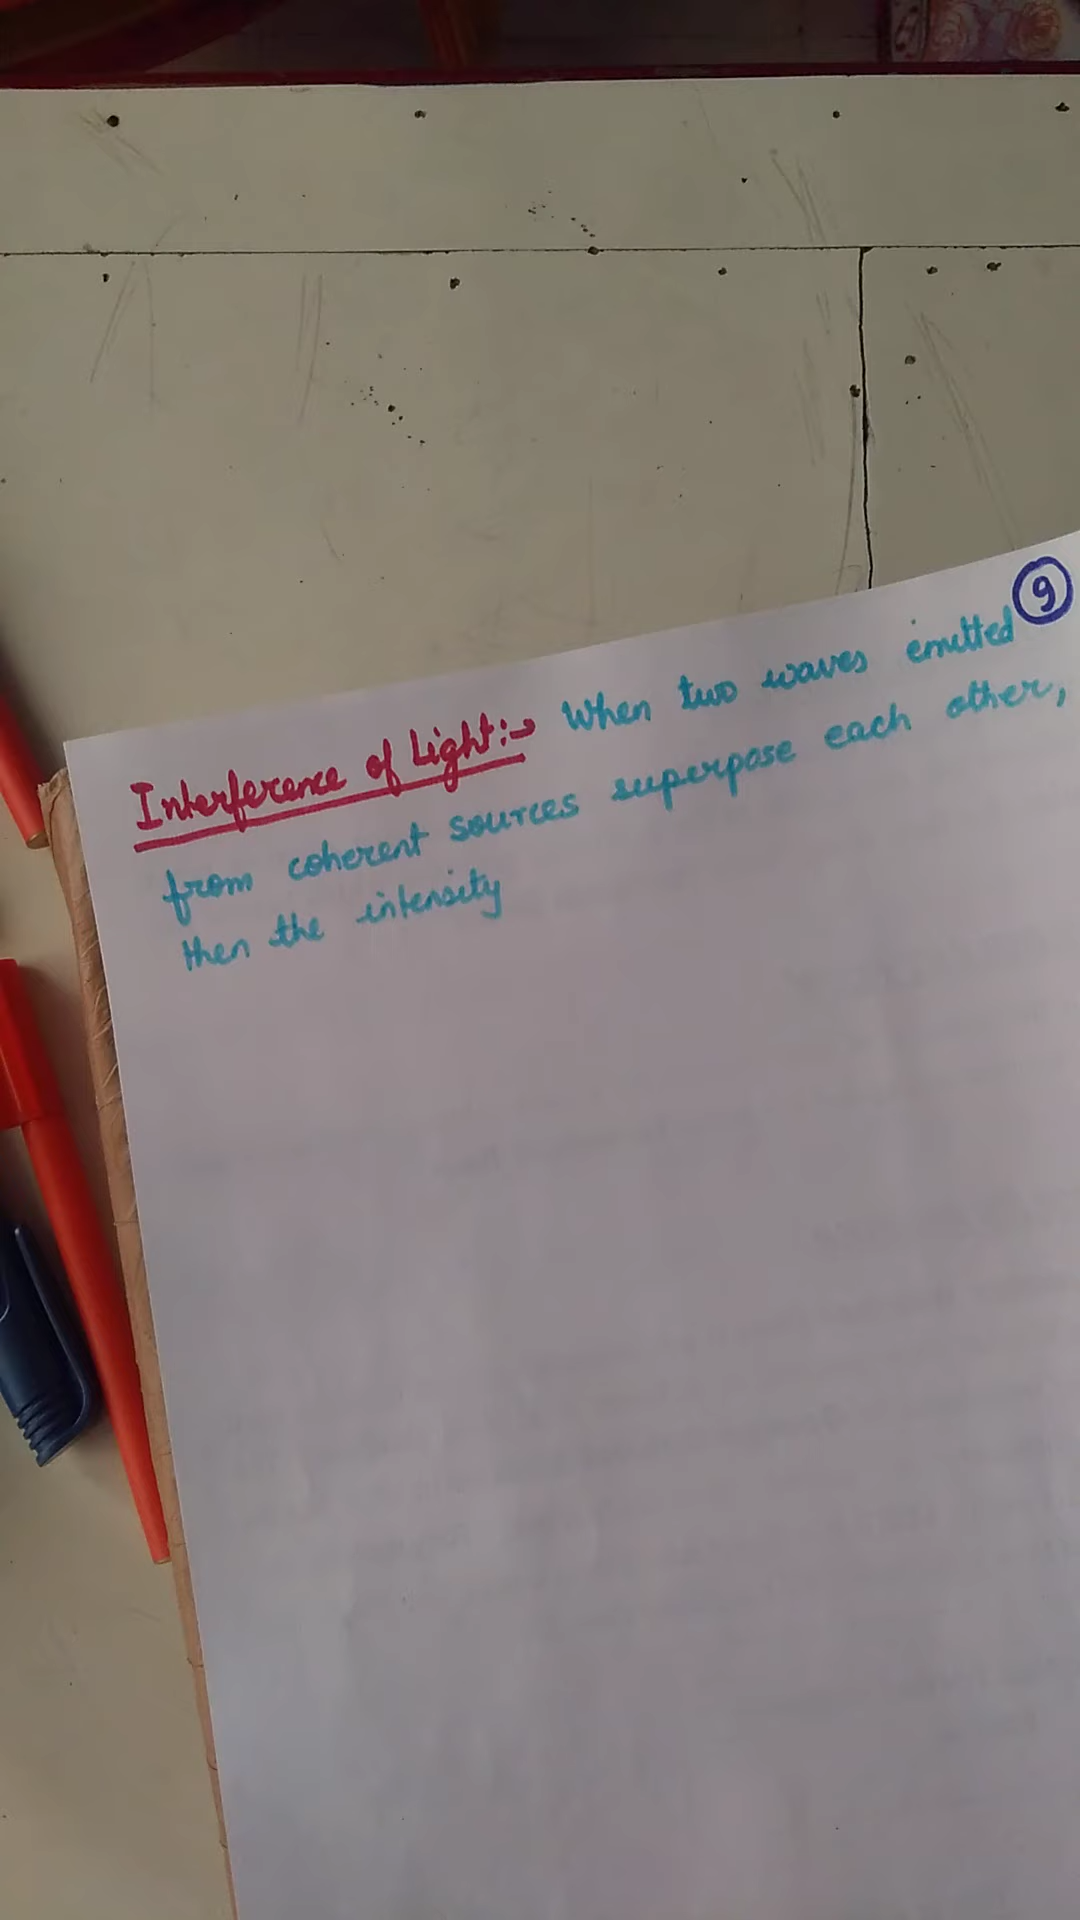 9
Interference of Light:→ When two waves emitted
from coherent sources superpose each other,
then the intensity